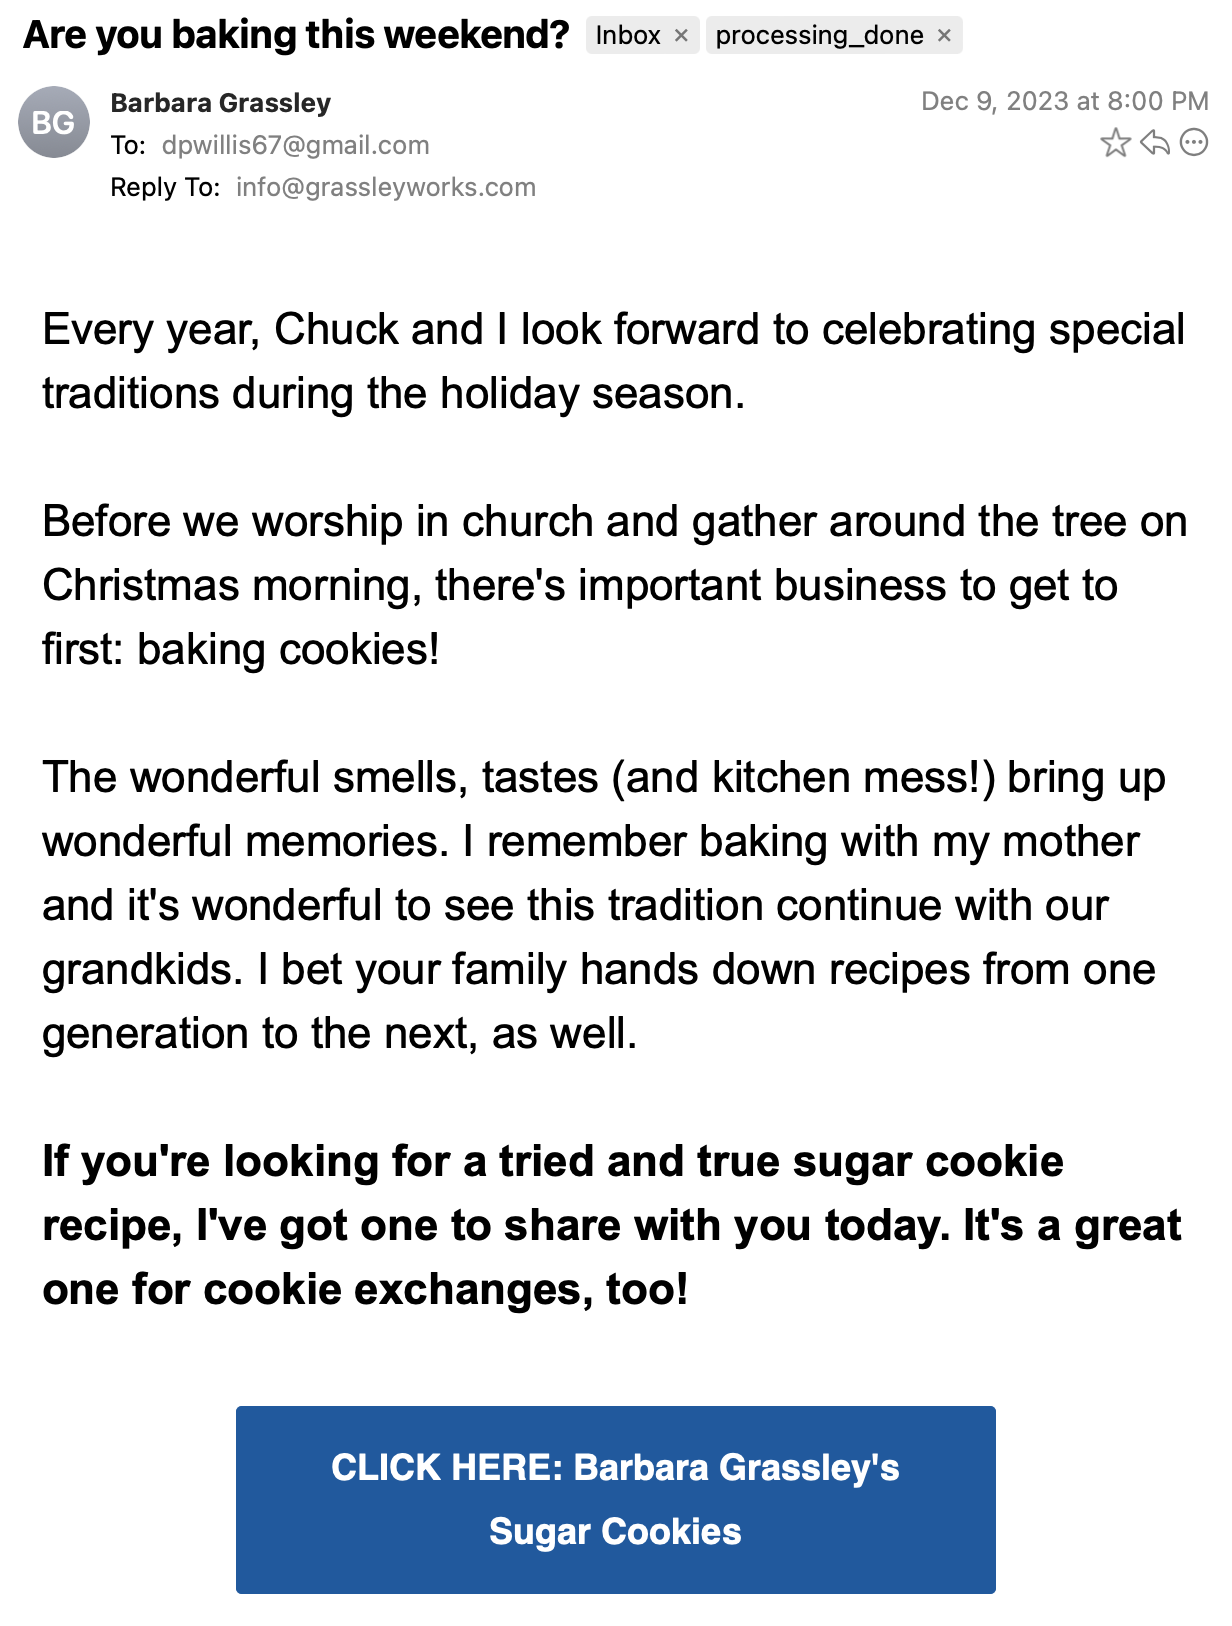 Are you baking this weekend? Inbox × processing_done ×
BG
Barbara Grassley
Dec 9, 2023 at 8:00 PM
To: dpwillis67@gmail.com
Reply To: info@grassleyworks.com
Every year, Chuck and I look forward to celebrating special
traditions during the holiday season.
Before we worship in church and gather around the tree on
Christmas morning, there's important business to get to
first: baking cookies!
The wonderful smells, tastes (and kitchen mess!) bring up
wonderful memories. I remember baking with my mother
and it's wonderful to see this tradition continue with our
grandkids. I bet your family hands down recipes from one
generation to the next, as well.
If you're looking for a tried and true sugar cookie
recipe, I've got one to share with you today. It's a great
one for cookie exchanges, too!
CLICK HERE: Barbara Grassley's
Sugar Cookies